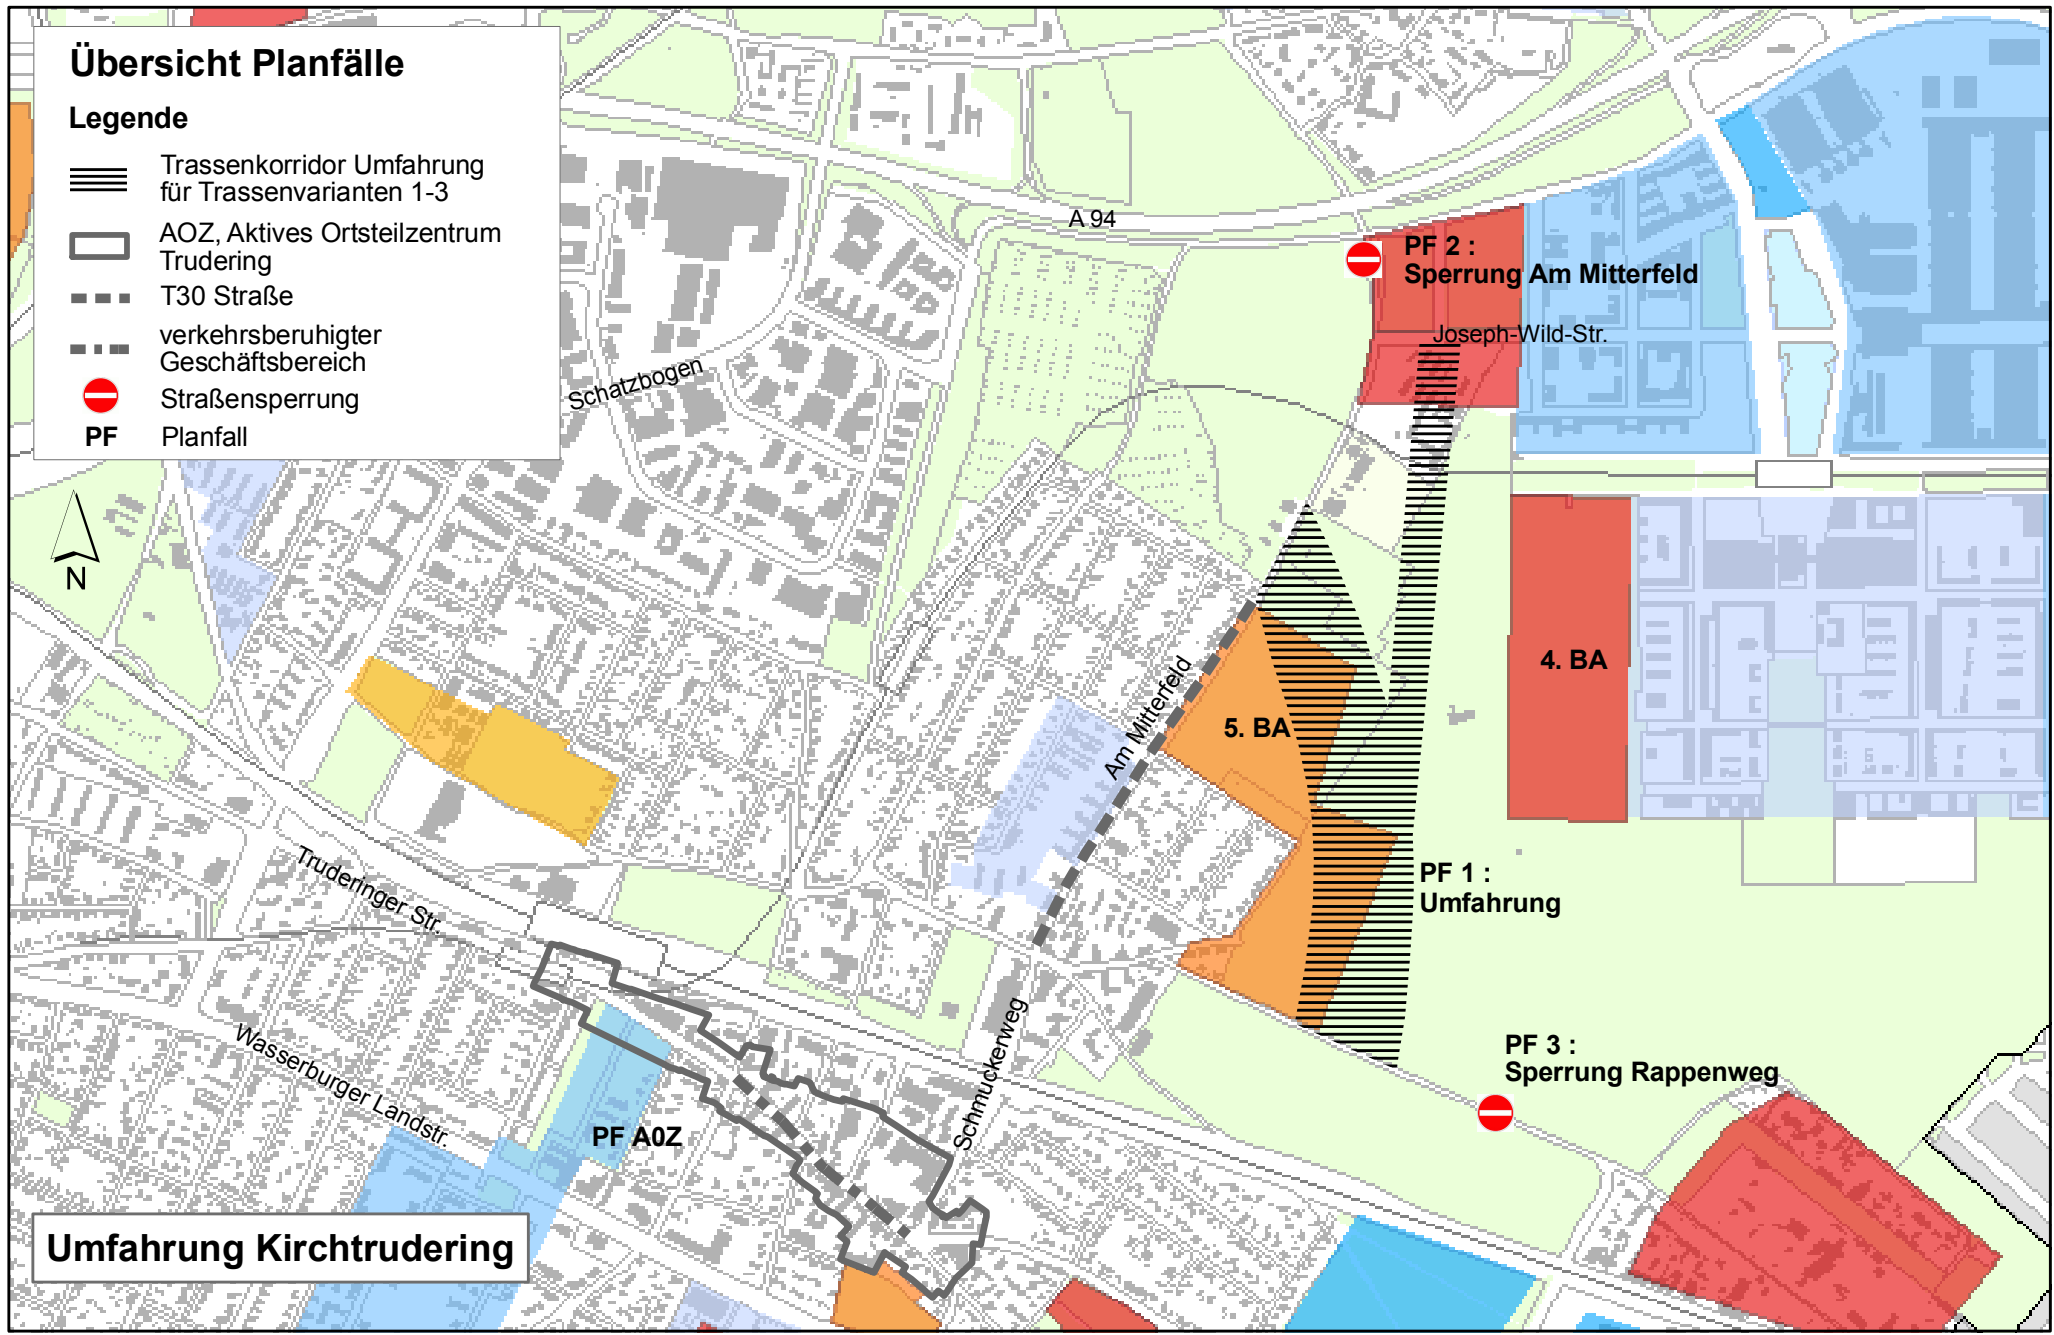 Übersicht Planfälle
Legende
Trassenkorridor Umfahrung
für Trassenvarianten 1-3
AOZ, Aktives Ortsteilzentrum
Trudering
T30 Straße
verkehrsberuhigter
Geschäftsbereich
Straßensperrung
PF Planfall
N
A 94
PF 2 :
Sperrung Am Mitterfeld
Joseph-Wild-Str.
Schatzbogen
4. BA
Am Mitterfeld
5. BA
PF 1 :
Umfahrung
Truderinger Str.
Wasserburger Landstr.
Schmuckerweg
PF 3 :
Sperrung Rappenweg
PF A0Z
Umfahrung Kirchtrudering